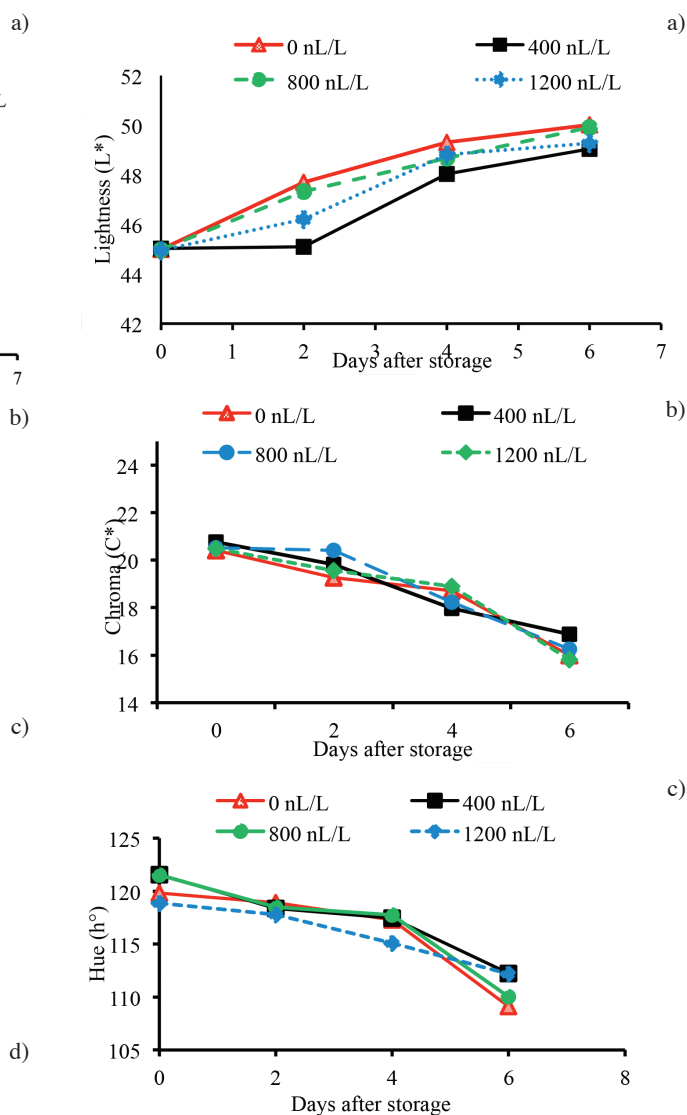 a)
a)
0 nL/L
400 nL/L
800 nL/L
1200 nL/L
L
52
50
48
46
44
42
Lightness (L*)
0 1 2 3 4 5 6 7
Days after storage
7
b)
b)
0 nL/L
400 nL/L
800 nL/L
1200 nL/L
24
22
20
18
16
14
Chroma (C*)
0 2 4 6
Days after storage
c)
c)
0 nL/L
400 nL/L
800 nL/L
1200 nL/L
125
120
115
110
105
Hue (h°)
0 2 4 6 8
Days after storage
d)